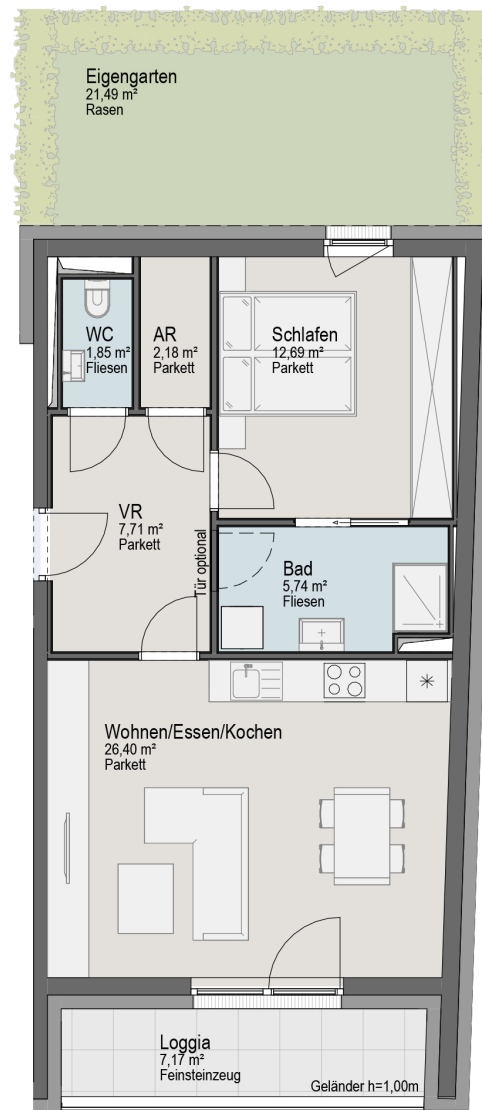 Eigengarten
21,49 m²
Rasen
WC
1,85 m²
Fliesen
AR
2,18 m²
Parkett
Schlafen
12,69 m²
Parkett
VR
7,71 m²
Parkett
Tür optional
Bad
5,74 m²
Fliesen
Wohnen/Essen/Kochen
26,40 m²
Parkett
Loggia
7,17 m²
Feinsteinzeug
Geländer h=1,00m